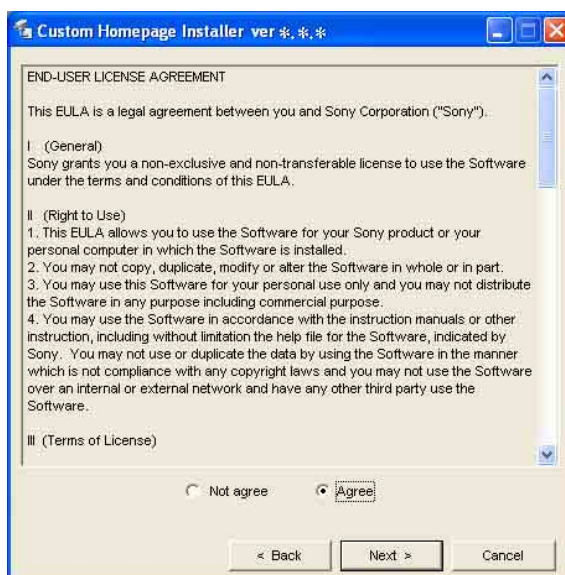 Custom Homepage Installer ver *.*.*
END-USER LICENSE AGREEMENT
This EULA is a legal agreement between you and Sony Corporation ("Sony").
I (General)
Sony grants you a non-exclusive and non-transferable license to use the Software
under the terms and conditions of this EULA.
II (Right to Use)
1. This EULA allows you to use the Software for your Sony product or your
personal computer in which the Software is installed.
2. You may not copy, duplicate, modify or alter the Software in whole or in part.
3. You may use this Software for your personal use only and you may not distribute
the Software in any purpose including commercial purpose.
4. You may use the Software in accordance with the instruction manuals or other
instruction, including without limitation the help file for the Software, indicated by
Sony. You may not use or duplicate the data by using the Software in the manner
which is not compliance with any copyright laws and you may not use the Software
over an internal or external network and have any other third party use the
Software.
III (Terms of License)
Not agree Agree
< Back Next > Cancel